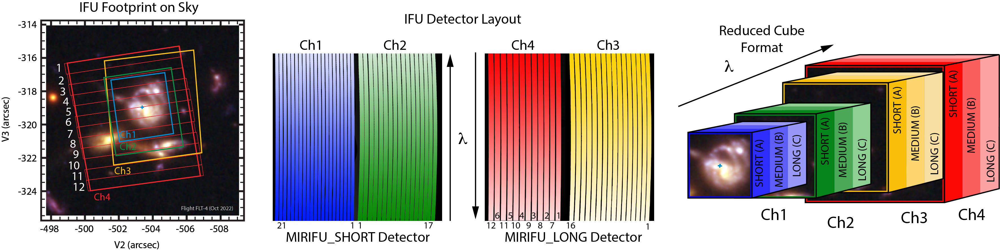 IFU Footprint on Sky
-314
-316
-318
-320
-322
-324
V3 (arcsec)
1
2
3
4
5
6
7
8
9
10
11
12
Ch1
Ch2
Ch3
Ch4
Flight FLT-4 (Oct 2022)
-498 -500 -502 -504 -506 -508
V2 (arcsec)
IFU Detector Layout
Ch1 Ch2
21 1 1 17
MIRIFU_SHORT Detector
λ
Ch4 Ch3
6 5 4 3 2 1
12 11 10 9 8 7 16 1
MIRIFU_LONG Detector
Reduced Cube
Format
λ
SHORT (A)
MEDIUM (B)
LONG (C)
SHORT (A)
MEDIUM (B)
LONG (C)
SHORT (A)
MEDIUM (B)
LONG (C)
SHORT (A)
MEDIUM (B)
LONG (C)
Ch1
Ch2
Ch3
Ch4